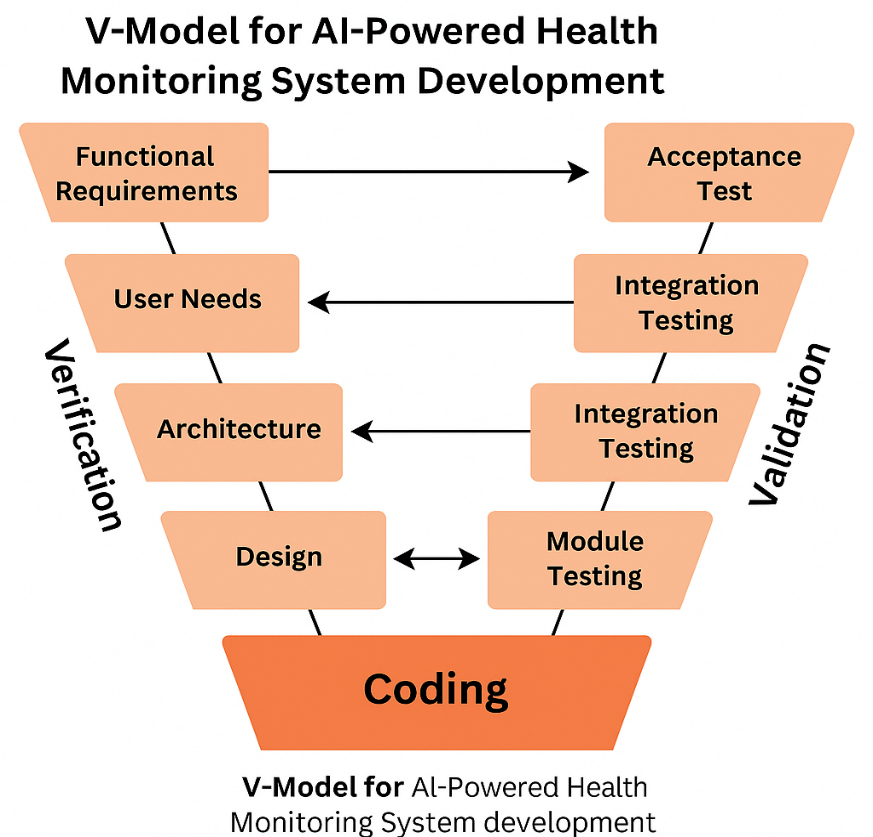 V-Model for AI-Powered Health
Monitoring System Development
Functional
Requirements
Acceptance
Test
User Needs
Integration
Testing
Architecture
Integration
Testing
Design
Module
Testing
Verification
Validation
Coding
V-Model for AI-Powered Health
Monitoring System development